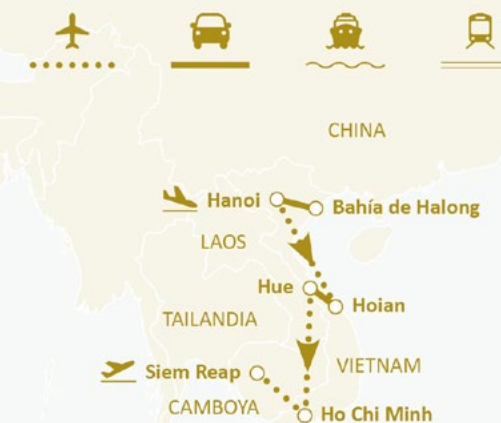 CHINA
Hanoi
Bahía de Halong
LAOS
Hue
Hoian
TAILANDIA
VIETNAM
Siem Reap
CAMBOYA
Ho Chi Minh